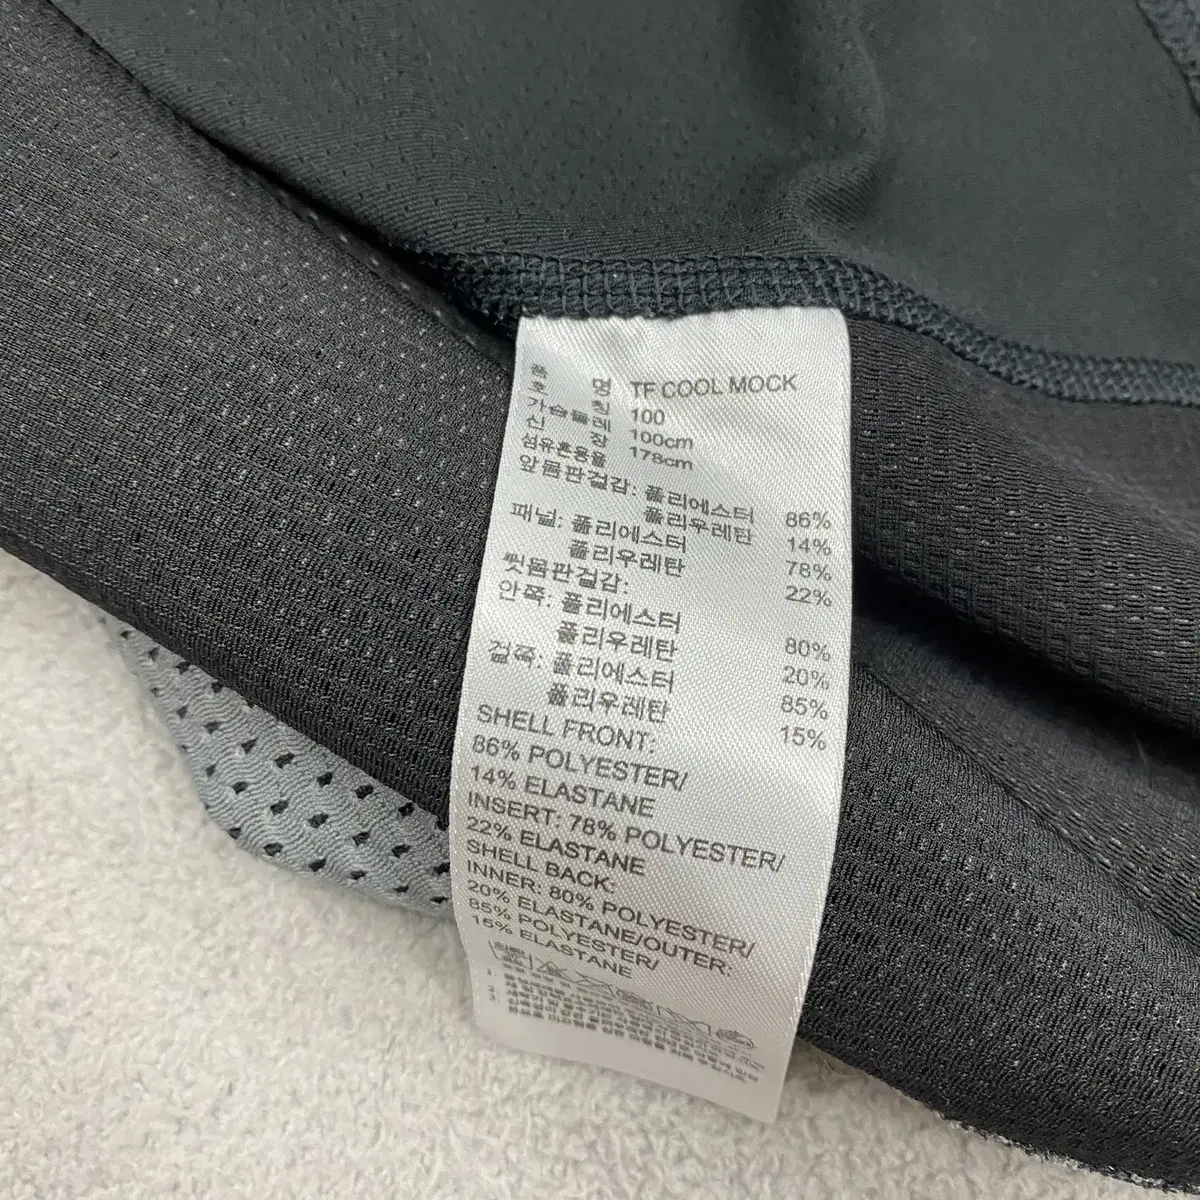 품 명 TF COOL MOCK
호 칭 100
가슴둘레 100cm
신 장 178cm
섬유혼용율
앞몸판겉감: 폴리에스터 86%
폴리우레탄 14%
패널: 폴리에스터 78%
폴리우레탄 22%
뒷몸판겉감:
안쪽: 폴리에스터 80%
폴리우레탄 20%
겉쪽: 폴리에스터 85%
폴리우레탄 15%
SHELL FRONT:
86% POLYESTER/
14% ELASTANE
INSERT: 78% POLYESTER/
22% ELASTANE
SHELL BACK:
INNER: 80% POLYESTER/
20% ELASTANE/OUTER:
85% POLYESTER/
15% ELASTANE